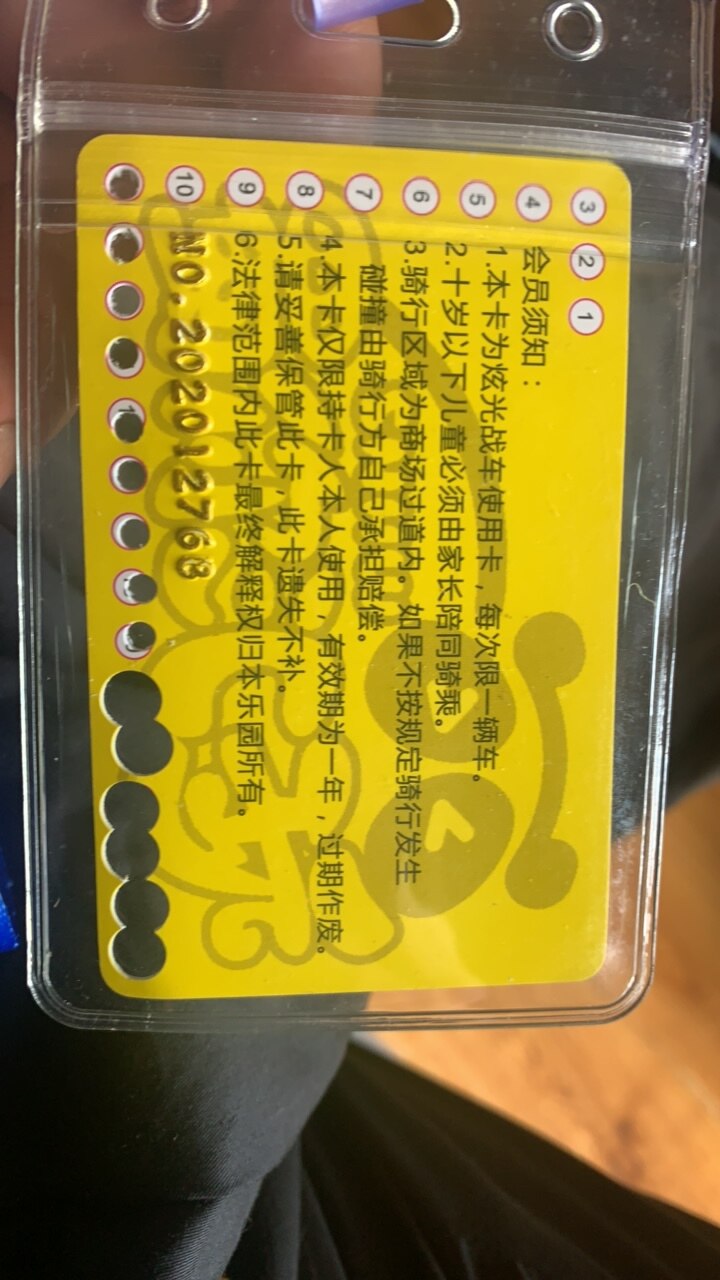 3 2 1
4
5
6
7
8
9
10
会员须知：
1.本卡为炫光战车使用卡，每次限一辆车。
2.十岁以下儿童必须由家长陪同骑乘。
3.骑行区域为商场过道内。如果不按规定骑行发生
碰撞由骑行方自己承担赔偿。
4.本卡仅限持卡人本人使用，有效期为一年，过期作废。
5.请妥善保管此卡，此卡遗失不补。
6.法律范围内此卡最终解释权归本乐园所有。
NO.202012768